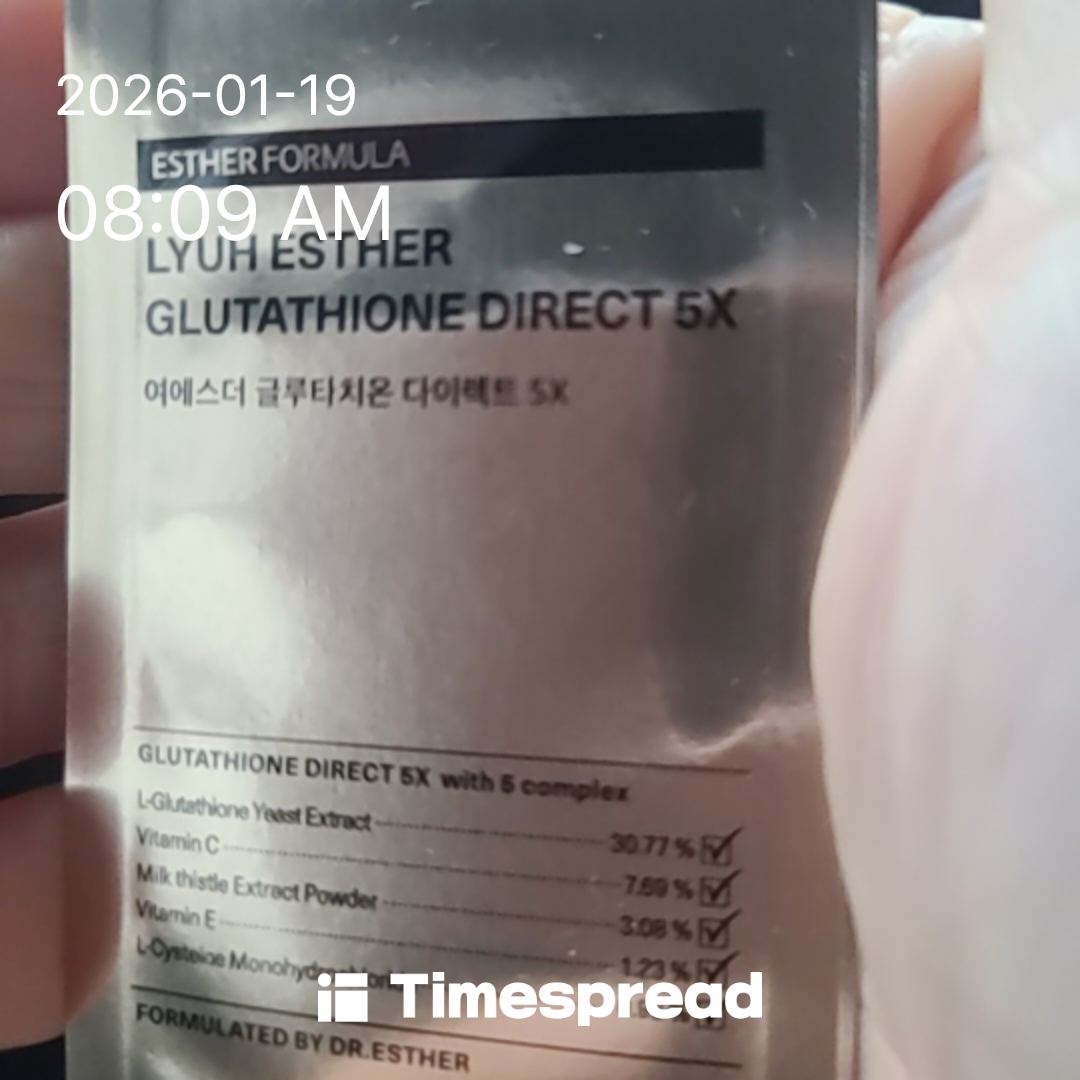 2026-01-19
ESTHER FORMULA
08:09 AM
LYUH ESTHER
GLUTATHIONE DIRECT 5X
여에스더 글루타치온 다이렉트 5X
GLUTATHIONE DIRECT 5X with 5 complex
L-Glutathione Yeast Extract 30.77 %
Vitamin C 7.69 %
Milk thistle Extract Powder 3.08 %
Vitamin E 1.23 %
L-Cysteine
Timespread
FORMULATED BY DR.ESTHER